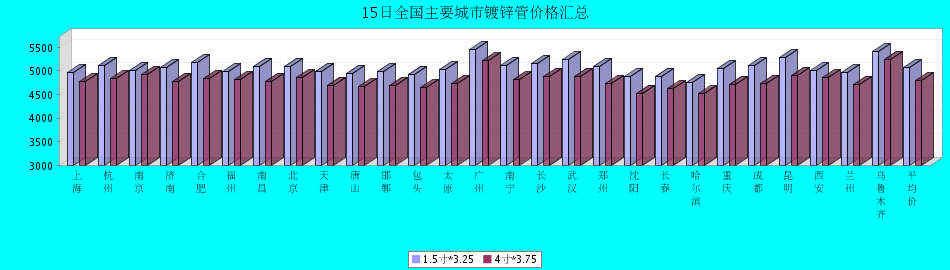 15日全国主要城市镀锌管价格汇总
5500
5000
4500
4000
3500
3000
上海 杭州 南京 济南 合肥 福州 南昌 北京 天津 唐山 邯郸 包头 太原 广州 南宁 长沙 武汉 郑州 沈阳 长春 哈尔滨 重庆 成都 昆明 西安 兰州 乌鲁木齐 平均价
1.5寸*3.25 4寸*3.75